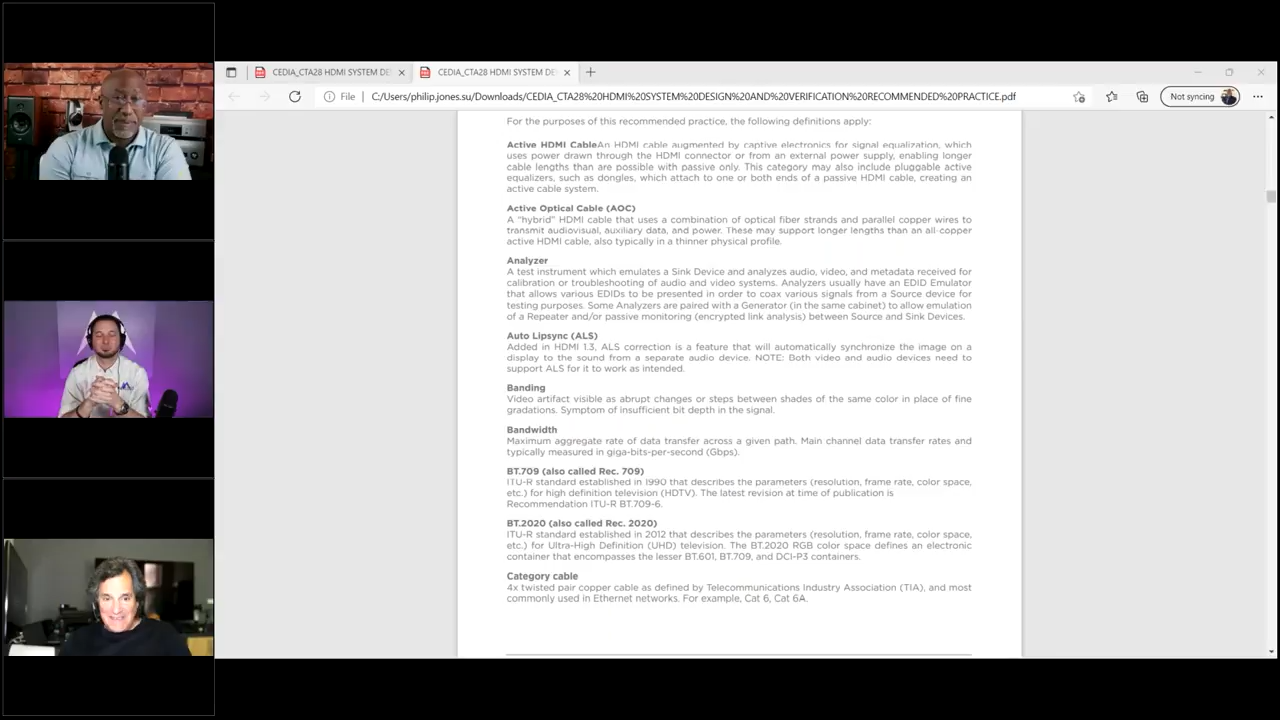 CEDIA_CTA28 HDMI SYSTEM DE
CEDIA_CTA28 HDMI SYSTEM DE
File
C:/Users/philip.jones.su/Downloads/CEDIA_CTA28%20HDMI%20SYSTEM%20DESIGN%20AND%20VERIFICATION%20RECOMMENDED%20PRACTICE.pdf
Not syncing
For the purposes of this recommended practice, the following definitions apply:
Active HDMI CableAn HDMI cable augmented by captive electronics for signal equalization, which
uses power drawn through the HDMI connector or from an external power supply, enabling longer
cable lengths than are possible with passive only. This category may also include pluggable active
equalizers, such as dongles, which attach to one or both ends of a passive HDMI cable, creating an
active cable system.
Active Optical Cable (AOC)
A “hybrid” HDMI cable that uses a combination of optical fiber strands and parallel copper wires to
transmit audiovisual, auxiliary data, and power. These may support longer lengths than an all-copper
active HDMI cable, also typically in a thinner physical profile.
Analyzer
A test instrument which emulates a Sink Device and analyzes audio, video, and metadata received for
calibration or troubleshooting of audio and video systems. Analyzers usually have an EDID Emulator
that allows various EDIDs to be presented in order to coax various signals from a Source device for
testing purposes. Some Analyzers are paired with a Generator (in the same cabinet) to allow emulation
of a Repeater and/or passive monitoring (encrypted link analysis) between Source and Sink Devices.
Auto Lipsync (ALS)
Added in HDMI 1.3, ALS correction is a feature that will automatically synchronize the image on a
display to the sound from a separate audio device. NOTE: Both video and audio devices need to
support ALS for it to work as intended.
Banding
Video artifact visible as abrupt changes or steps between shades of the same color in place of fine
gradations. Symptom of insufficient bit depth in the signal.
Bandwidth
Maximum aggregate rate of data transfer across a given path. Main channel data transfer rates and
typically measured in giga-bits-per-second (Gbps).
BT.709 (also called Rec. 709)
ITU-R standard established in 1990 that describes the parameters (resolution, frame rate, color space,
etc.) for high definition television (HDTV). The latest revision at time of publication is
Recommendation ITU-R BT.709-6.
BT.2020 (also called Rec. 2020)
ITU-R standard established in 2012 that describes the parameters (resolution, frame rate, color space,
etc.) for Ultra-High Definition (UHD) television. The BT.2020 RGB color space defines an electronic
container that encompasses the lesser BT.601, BT.709, and DCI-P3 containers.
Category cable
4x twisted pair copper cable as defined by Telecommunications Industry Association (TIA), and most
commonly used in Ethernet networks. For example, Cat 6, Cat 6A.